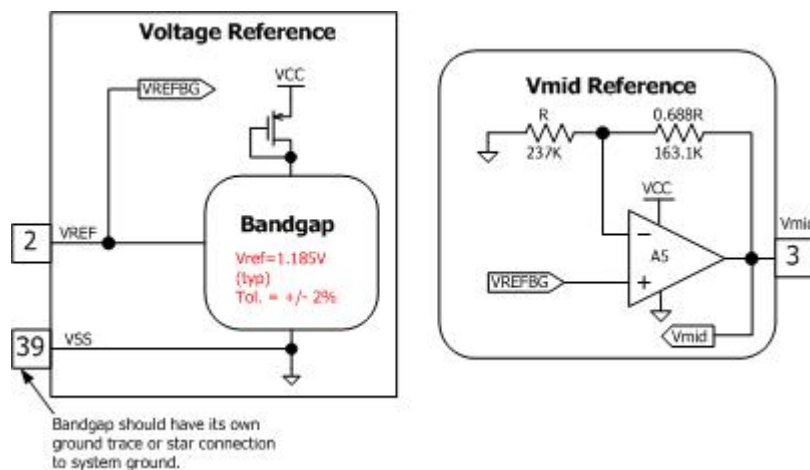 Voltage Reference
VREFBG
VCC
2
VREF
Bandgap
Vref=1.185V
(typ)
Tol. = +/- 2%
39
VSS
Bandgap should have its own
ground trace or star connection
to system ground.
Vmid Reference
R
0.688R
237K
163.1K
VCC
Vmid
3
A5
VREFBG
Vmid